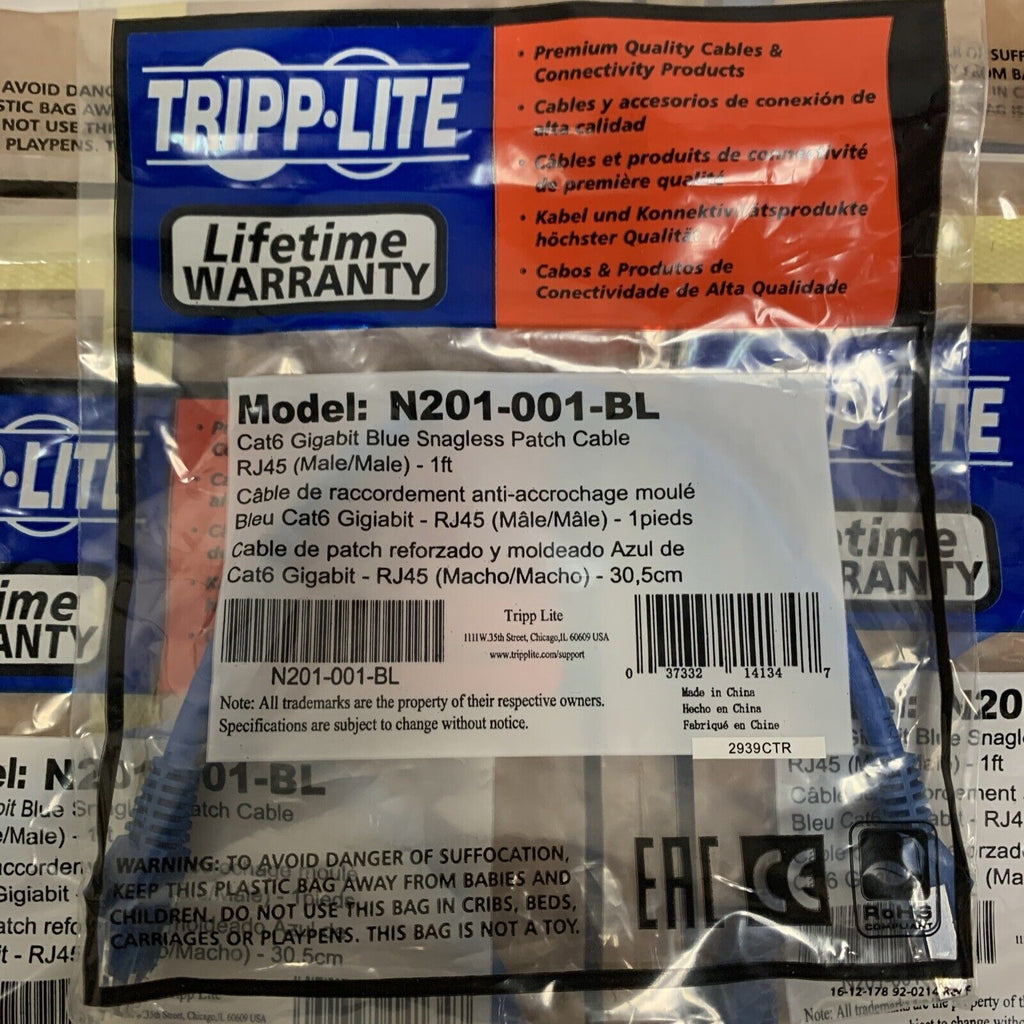 TRIPP·LITE
Lifetime
WARRANTY
• Premium Quality Cables &
Connectivity Products
• Cables y accesorios de conexión de
alta calidad
• Câbles et produits de connectivité
de première qualité
• Kabel und Konnektivitätsprodukte
höchster Qualität
• Cabos & Produtos de
Conectividade de Alta Qualidade
Model: N201-001-BL
Cat6 Gigabit Blue Snagless Patch Cable
RJ45 (Male/Male) - 1ft
Câble de raccordement anti-accrochage moulé
Bleu Cat6 Gigiabit - RJ45 (Mâle/Mâle) - 1pieds
Cable de patch reforzado y moldeado Azul de
Cat6 Gigabit - RJ45 (Macho/Macho) - 30,5cm
N201-001-BL
Tripp Lite
1111 W. 35th Street, Chicago,IL 60609 USA
www.tripplite.com/support
0 37332 14134 7
Note: All trademarks are the property of their respective owners.
Specifications are subject to change without notice.
Made in China
Hecho en China
Fabriqué en Chine
2939CTR
WARNING: TO AVOID DANGER OF SUFFOCATION,
KEEP THIS PLASTIC BAG AWAY FROM BABIES AND
CHILDREN. DO NOT USE THIS BAG IN CRIBS, BEDS,
CARRIAGES OR PLAYPENS. THIS BAG IS NOT A TOY.
EAC CE
RoHS
COMPLIANT
16-12-178 92-0214 Rev F